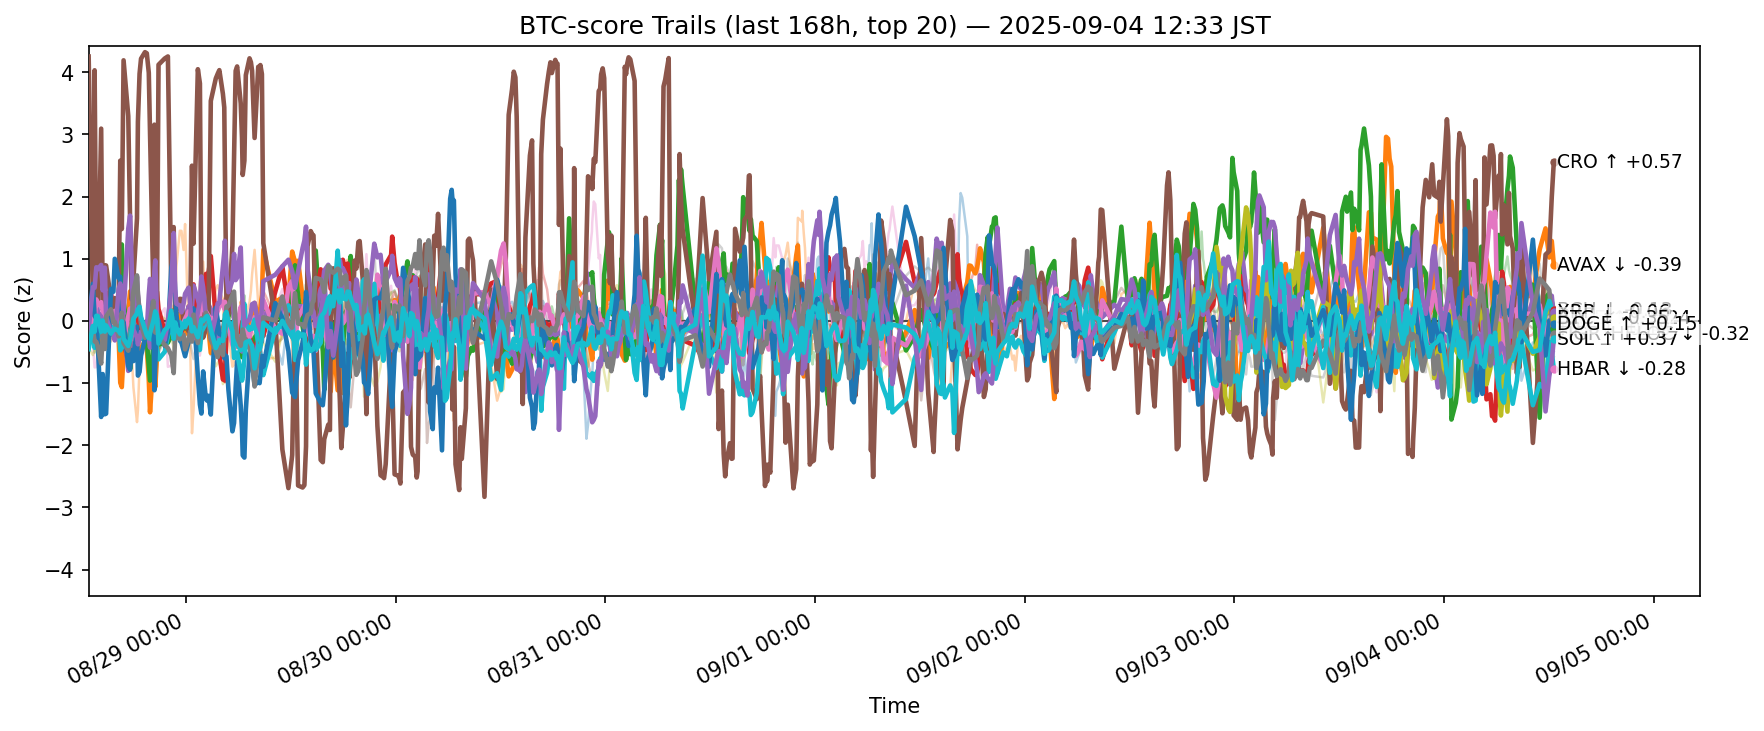 BTC-score Trails (last 168h, top 20) — 2025-09-04 12:33 JST
Score (z)
4
3
2
1
0
−1
−2
−3
−4
CRO ↑ +0.57
AVAX ↓ -0.39
DOGE ↑ +0.15
-0.32
SOL ↑ +0.37
HBAR ↓ -0.28
08/29 00:00
08/30 00:00
08/31 00:00
09/01 00:00
09/02 00:00
09/03 00:00
09/04 00:00
09/05 00:00
Time